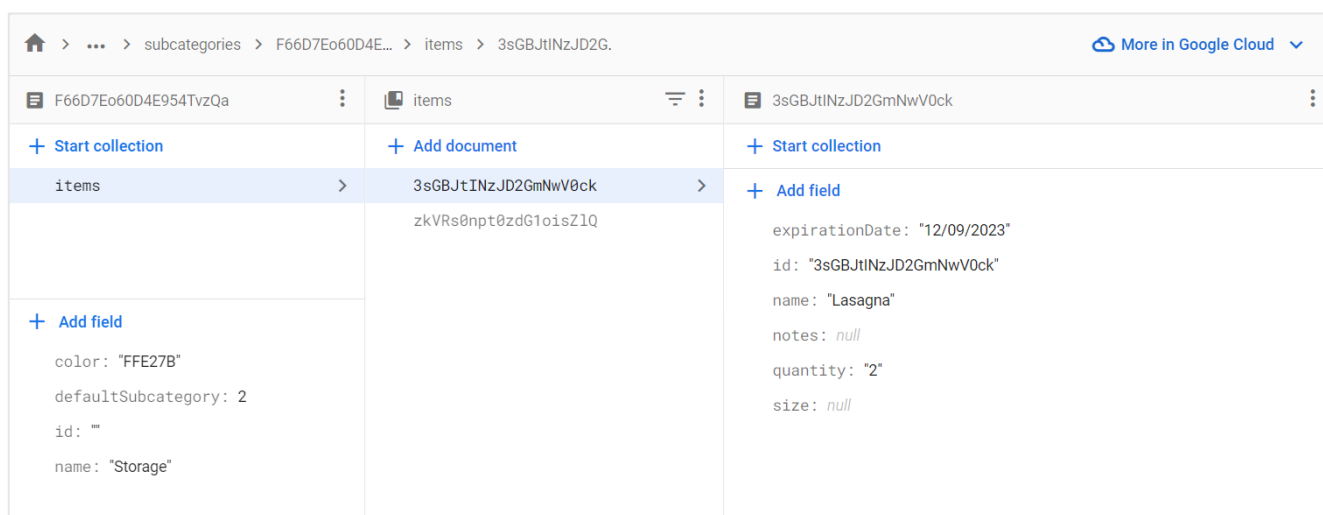 ... > subcategories > F66D7Eo60D4E... > items > 3sGBJtINzJD2G.
More in Google Cloud
F66D7Eo60D4E954TvzQa
Start collection
items
Add field
color: "FFE27B"
defaultSubcategory: 2
id: ""
name: "Storage"
items
Add document
3sGBJtINzJD2GmNwV0ck
zkVRs0npt0zdG1oisZlQ
3sGBJtINzJD2GmNwV0ck
Start collection
Add field
expirationDate: "12/09/2023"
id: "3sGBJtINzJD2GmNwV0ck"
name: "Lasagna"
notes: null
quantity: "2"
size: null